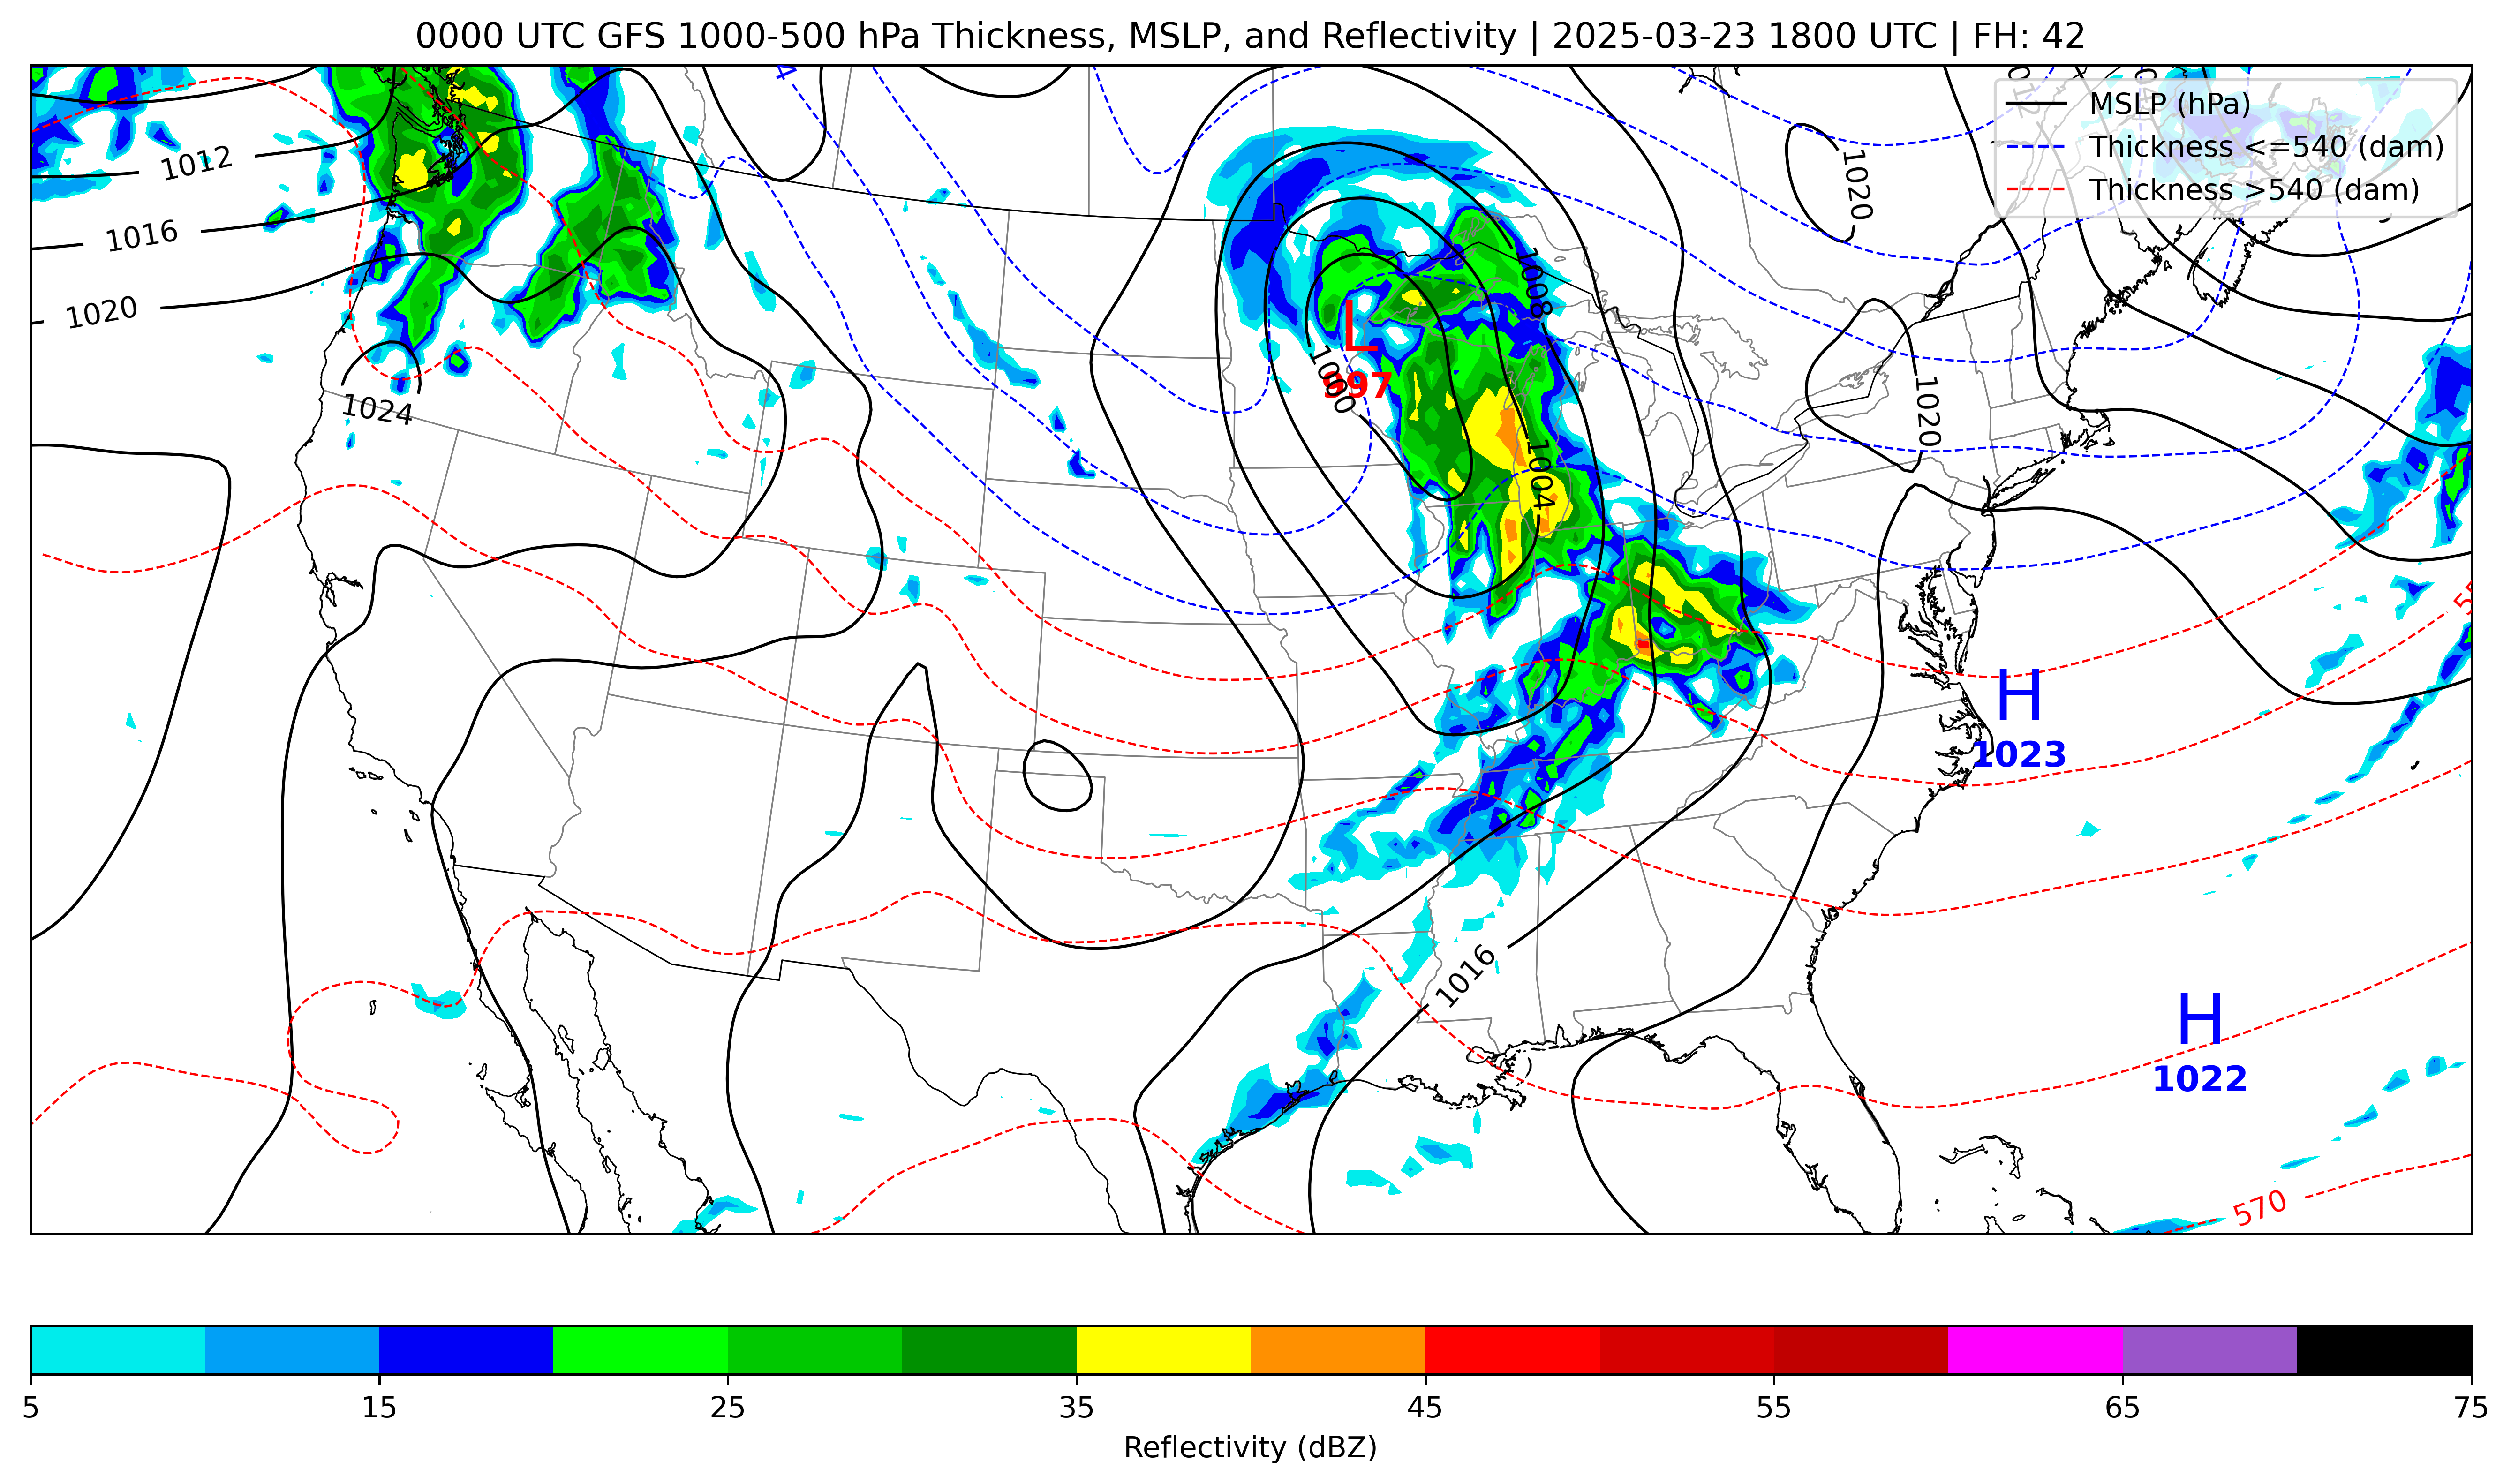 0000 UTC GFS 1000-500 hPa Thickness, MSLP, and Reflectivity | 2025-03-23 1800 UTC | FH: 42
MSLP (hPa)
Thickness <=540 (dam)
Thickness >540 (dam)
1012
1016
1020
1024
1020
1020
1008
1004
1000
L
997
H
1023
1016
H
1022
570
5
15
25
35
45
55
65
75
Reflectivity (dBZ)